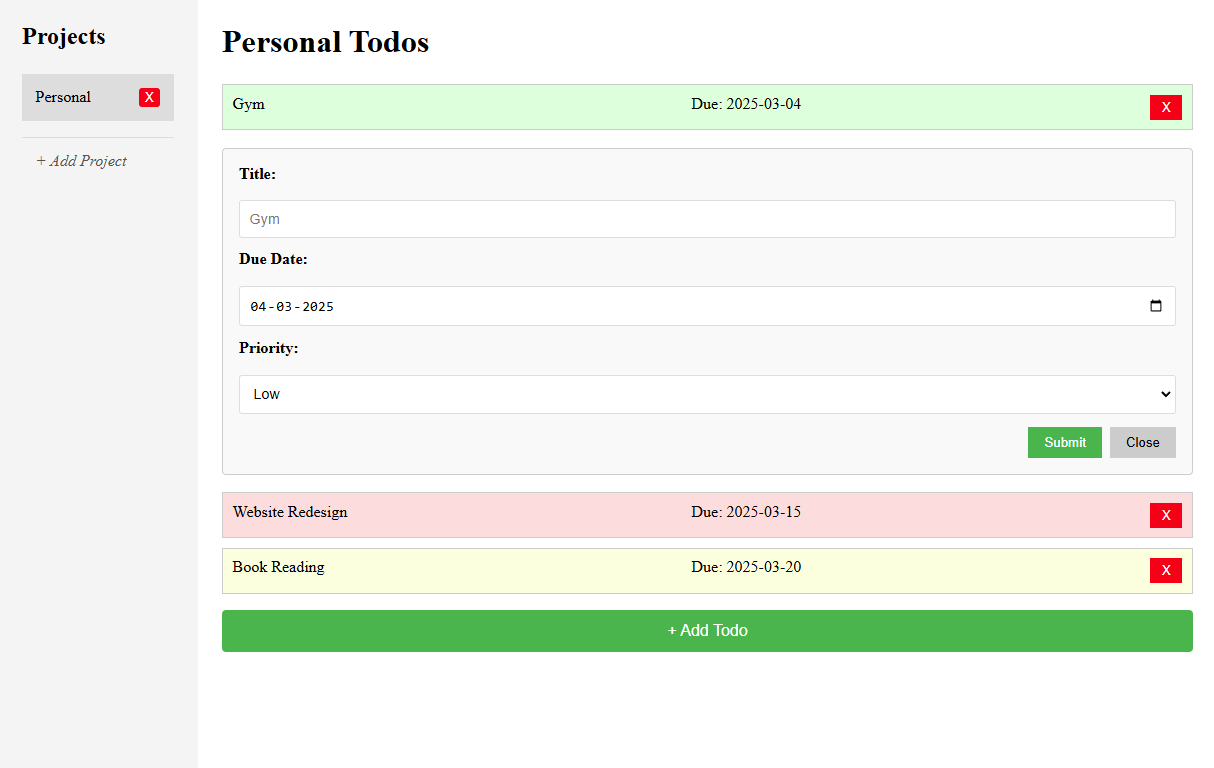 Projects
Personal X
+ Add Project
Personal Todos
Gym Due: 2025-03-04 X
Title:
Gym
Due Date:
04-03-2025
Priority:
Low
Submit Close
Website Redesign Due: 2025-03-15 X
Book Reading Due: 2025-03-20 X
+ Add Todo